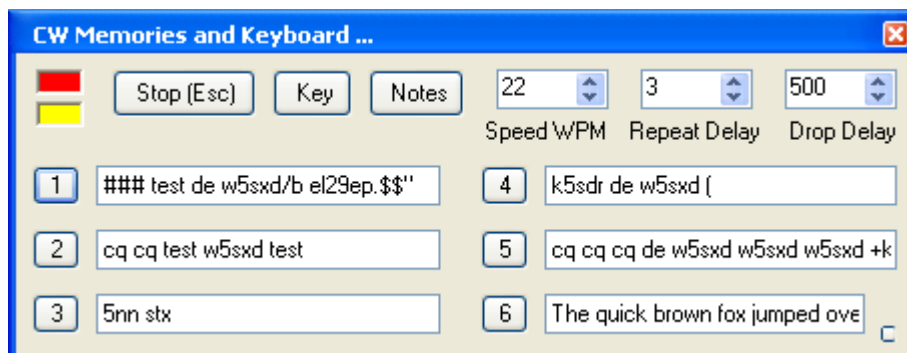 CW Memories and Keyboard ...
Stop (Esc) Key Notes 22 3 500
Speed WPM Repeat Delay Drop Delay
1 ### test de w5sxd/b el29ep.$$" 4 k5sdr de w5sxd (
2 cq cq test w5sxd test 5 cq cq cq de w5sxd w5sxd w5sxd +k
3 5nn stx 6 The quick brown fox jumped ove